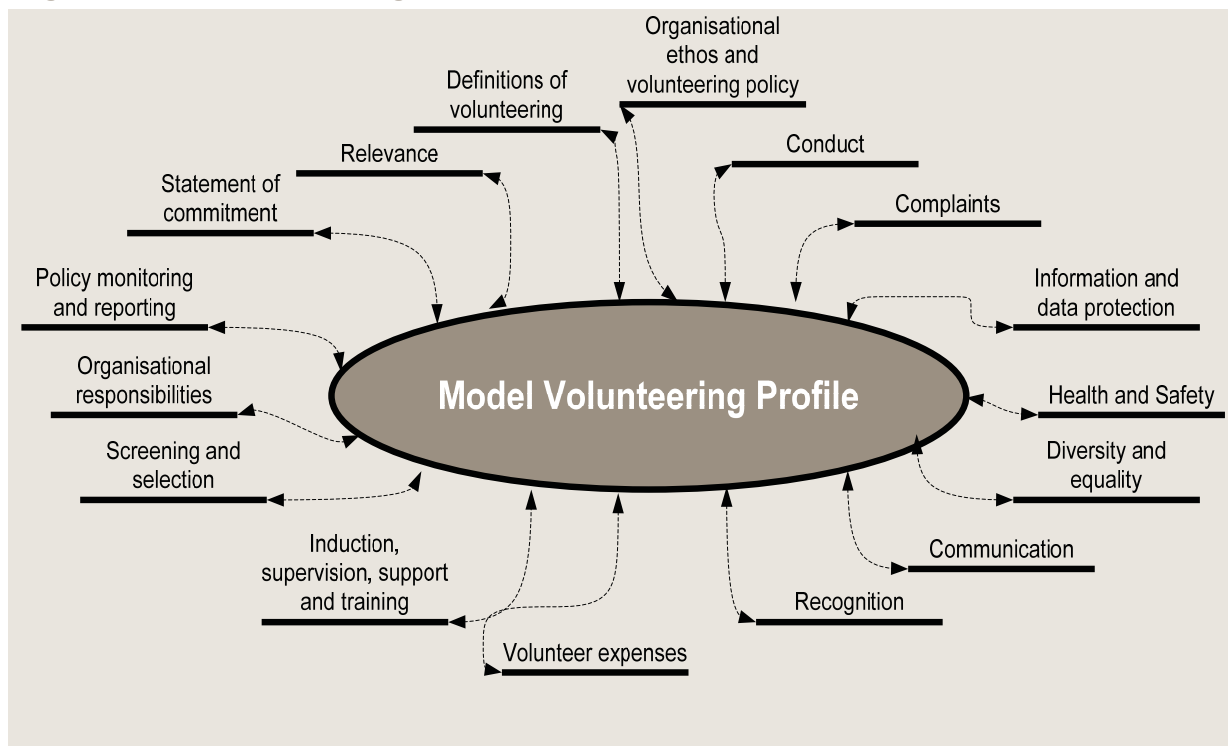 Organisational
ethos and
volunteering policy
Definitions of
volunteering
Conduct
Relevance
Statement of
commitment
Complaints
Policy monitoring
and reporting
Information and
data protection
Organisational
responsibilities
Model Volunteering Profile
Health and Safety
Screening and
selection
Diversity and
equality
Induction,
supervision, support
and training
Communication
Recognition
Volunteer expenses